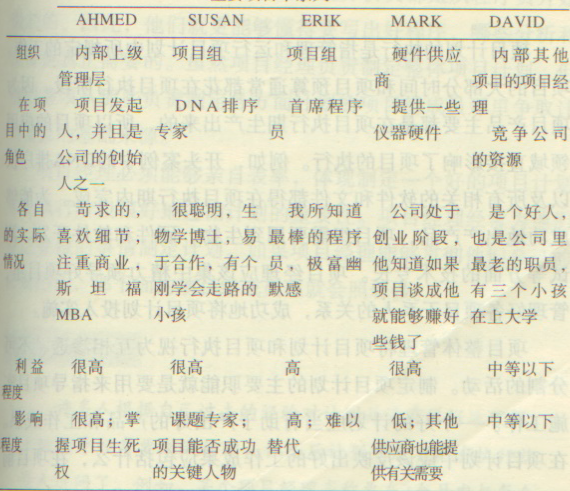 AHMED SUSAN ERIK MARK DAVID
组织 内部上级 项目组 项目组 硬件供应 内部其他
管理层 商 项目的项目经
在项 项目发起 DNA排序 首席程序 提供一些 理
目中的 人，并且是 专家 员 仪器硬件 竞争公司
角色 公司的创始 的资源
人之一
各自 苛求的， 很聪明，生 我所知道 公司处于 是个好人，
的实际 喜欢细节， 物学博士，易 最棒的程序 创业阶段， 也是公司里
情况 注重商业， 于合作，有个 员，极富幽 他知道如果 最老的职员，
斯坦福 刚学会走路的 默感 项目谈成他 有三个小孩
MBA 小孩 就能够赚好 在上大学
些钱了
利益 很高 很高 高 很高 中等以下
程度
影响 很高；掌 课题专家； 高；难以 低；其他 中等以下
程度 握项目生死 项目能否成功 替代 供应商也能提
权 的关键人物 供有关需要